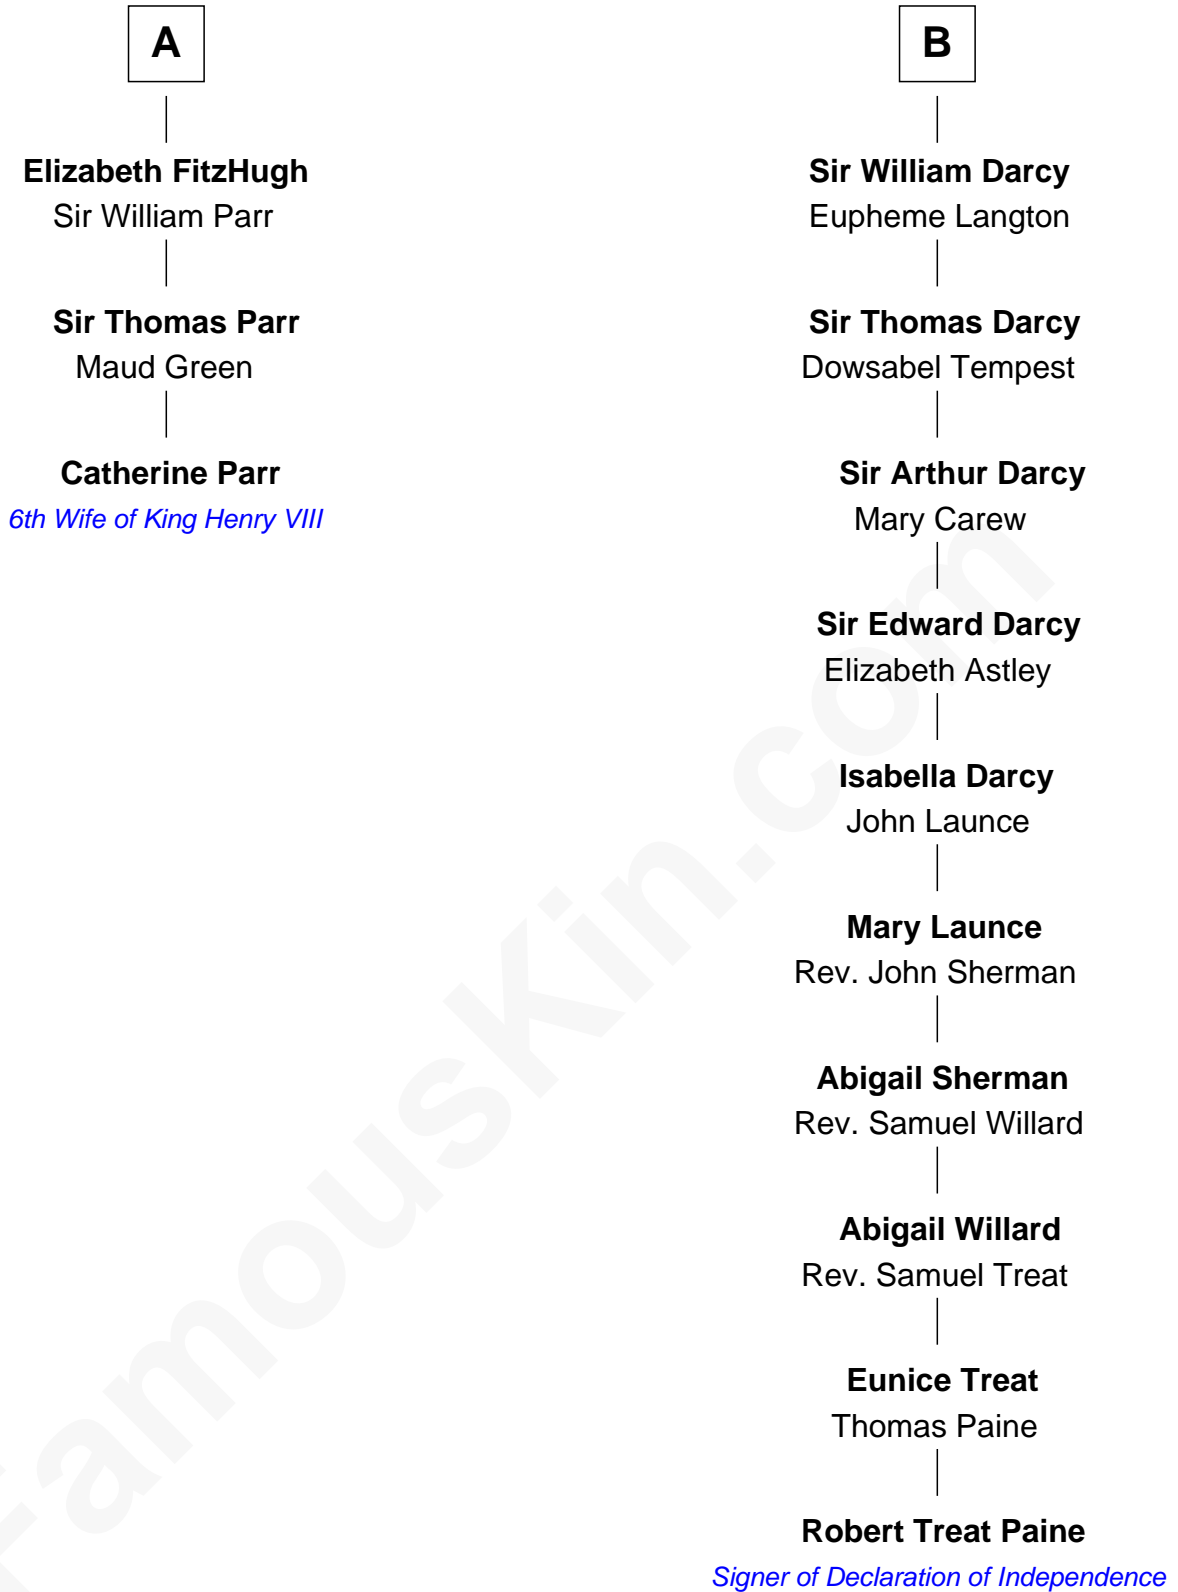 A
Elizabeth FitzHugh
Sir William Parr
Sir Thomas Parr
Maud Green
Catherine Parr
6th Wife of King Henry VIII
B
Sir William Darcy
Eupheme Langton
Sir Thomas Darcy
Dowsabel Tempest
Sir Arthur Darcy
Mary Carew
Sir Edward Darcy
Elizabeth Astley
Isabella Darcy
John Launce
Mary Launce
Rev. John Sherman
Abigail Sherman
Rev. Samuel Willard
Abigail Willard
Rev. Samuel Treat
Eunice Treat
Thomas Paine
Robert Treat Paine
Signer of Declaration of Independence
FamousKin.com